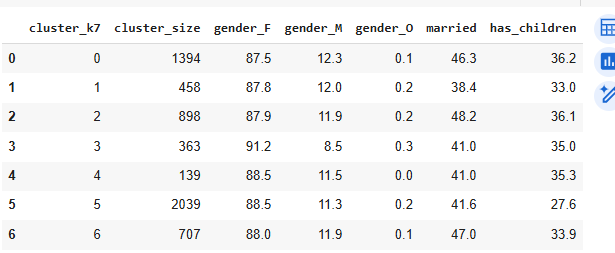 cluster_k7 cluster_size gender_F gender_M gender_O married has_children
0 0 1394 87.5 12.3 0.1 46.3 36.2
1 1 458 87.8 12.0 0.2 38.4 33.0
2 2 898 87.9 11.9 0.2 48.2 36.1
3 3 363 91.2 8.5 0.3 41.0 35.0
4 4 139 88.5 11.5 0.0 41.0 35.3
5 5 2039 88.5 11.3 0.2 41.6 27.6
6 6 707 88.0 11.9 0.1 47.0 33.9